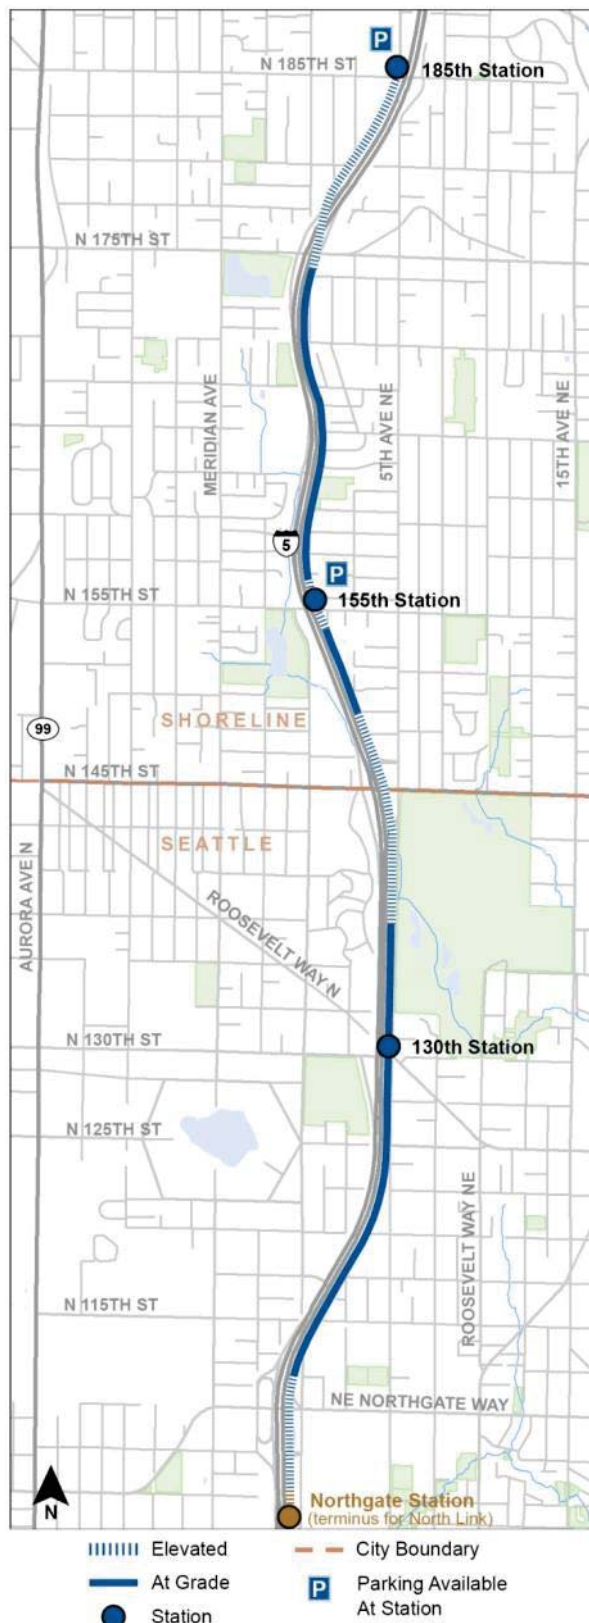 P
N 185TH ST
185th Station
N 175TH ST
MERIDIAN AVE
5TH AVE NE
15TH AVE NE
5
P
N 155TH ST
155th Station
SHORELINE
99
N 145TH ST
SEATTLE
AURORA AVE N
ROOSEVELT WAY N
N 130TH ST
130th Station
N 125TH ST
ROOSEVELT WAY NE
N 115TH ST
NE NORTHGATE WAY
N
Northgate Station
(terminus for North Link)
Elevated
City Boundary
At Grade
P
Parking Available
At Station
Station